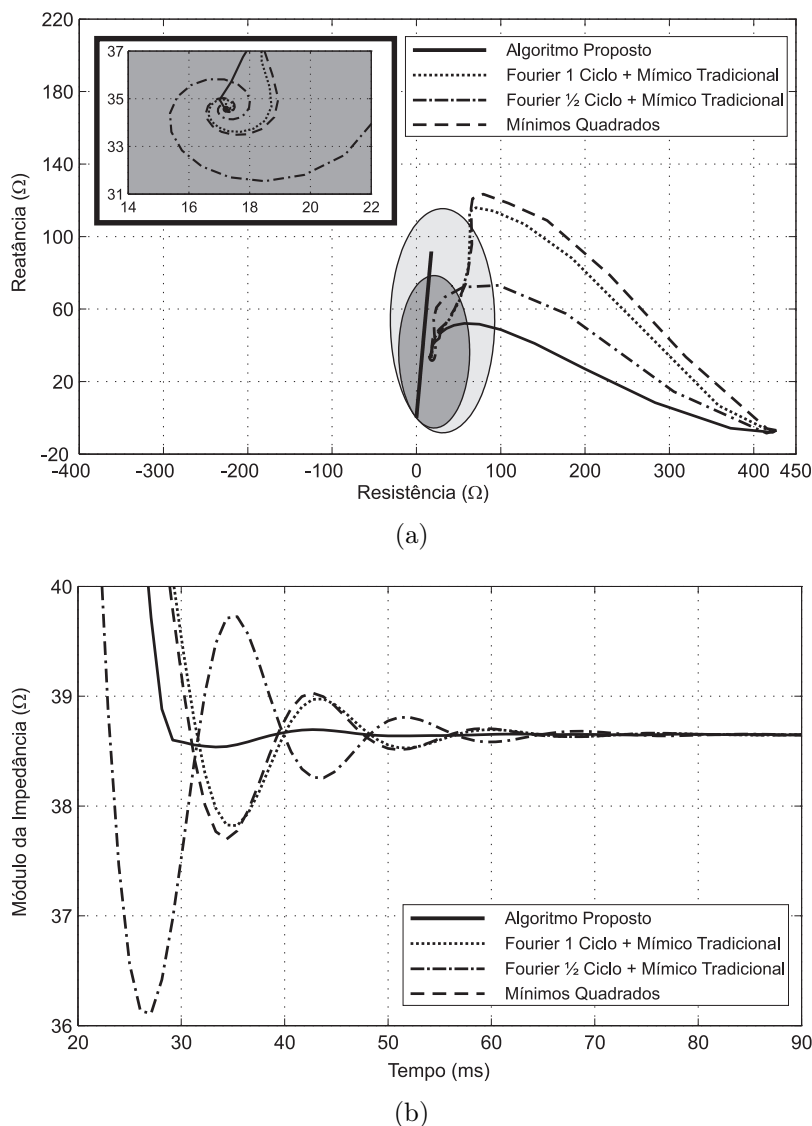 220
180
140
100
60
20
-20
Reatância (Ω)
-400
-300
-200
-100
0
100
200
300
400
450
Resistência (Ω)
37
35
33
31
14
16
18
20
22
Algoritmo Proposto
Fourier 1 Ciclo + Mímico Tradicional
Fourier ½ Ciclo + Mímico Tradicional
Mínimos Quadrados
(a)
40
39
38
37
36
Módulo da Impedância (Ω)
20
30
40
50
60
70
80
90
Tempo (ms)
Algoritmo Proposto
Fourier 1 Ciclo + Mímico Tradicional
Fourier ½ Ciclo + Mímico Tradicional
Mínimos Quadrados
(b)